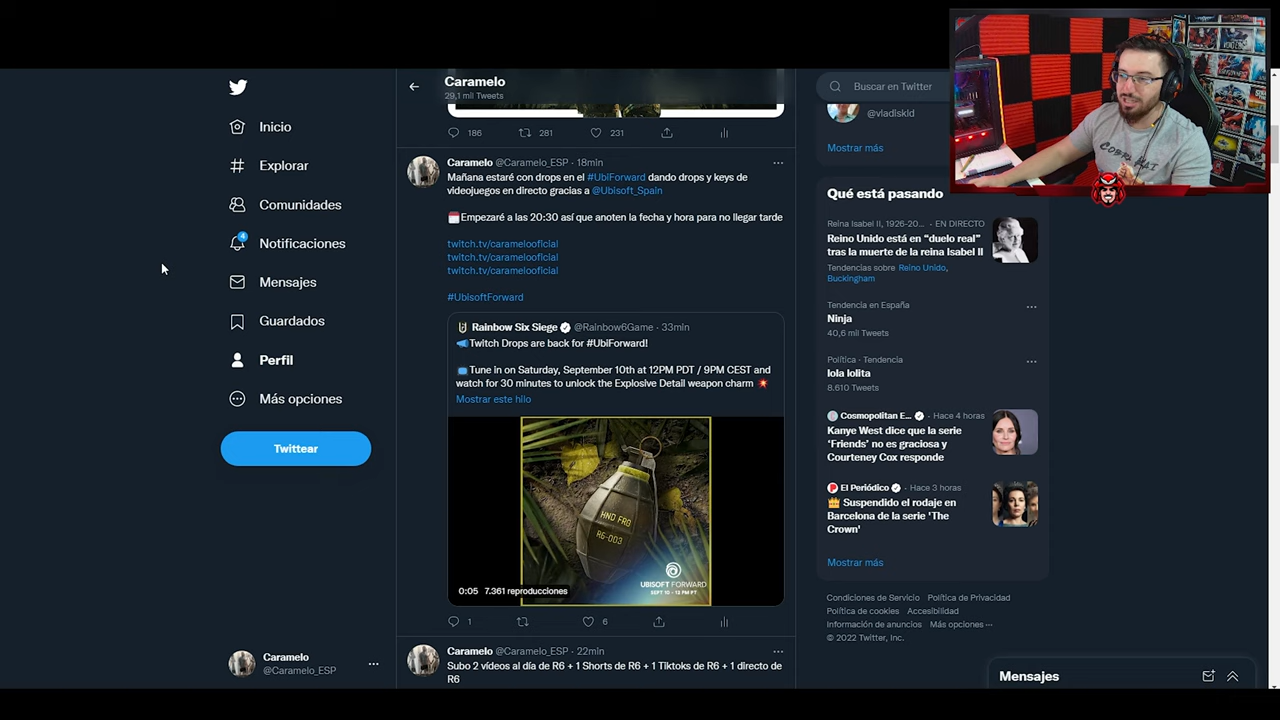 Inicio
Explorar
Comunidades
4
Notificaciones
Mensajes
Guardados
Perfil
Más opciones
Twittear
Caramelo
@Caramelo_ESP
Caramelo
29,1 mil Tweets
186 281 231
Caramelo @Caramelo_ESP · 18min
Mañana estaré con drops en el #UbiForward dando drops y keys de
videojuegos en directo gracias a @Ubisoft_Spain
Empezaré a las 20:30 así que anoten la fecha y hora para no llegar tarde
twitch.tv/caramelooficial
twitch.tv/caramelooficial
twitch.tv/caramelooficial
#UbisoftForward
Rainbow Six Siege @Rainbow6Game · 33min
Twitch Drops are back for #UbiForward!
Tune in on Saturday, September 10th at 12PM PDT / 9PM CEST and
watch for 30 minutes to unlock the Explosive Detail weapon charm
Mostrar este hilo
HND FRG
R6-003
UBISOFT FORWARD
SEPT 10 - 12 PM PT
0:05 7.361 reproducciones
1 6
Caramelo @Caramelo_ESP · 22min
Subo 2 vídeos al día de R6 + 1 Shorts de R6 + 1 Tiktoks de R6 + 1 directo de
R6
Buscar en Twitter
@vladiskld
Mostrar más
Qué está pasando
Reina Isabel II, 1926-20... · EN DIRECTO
Reino Unido está en “duelo real”
tras la muerte de la reina Isabel II
Tendencias sobre Reino Unido,
Buckingham
Tendencia en España
Ninja
40,6 mil Tweets
Política · Tendencia
lola lolita
8.610 Tweets
Cosmopolitan E... · Hace 4 horas
Kanye West dice que la serie
‘Friends’ no es graciosa y
Courteney Cox responde
El Periódico · Hace 3 horas
Suspendido el rodaje en
Barcelona de la serie 'The
Crown'
Mostrar más
Condiciones de Servicio Política de Privacidad
Política de cookies Accesibilidad
Información de anuncios Más opciones ···
© 2022 Twitter, Inc.
Mensajes